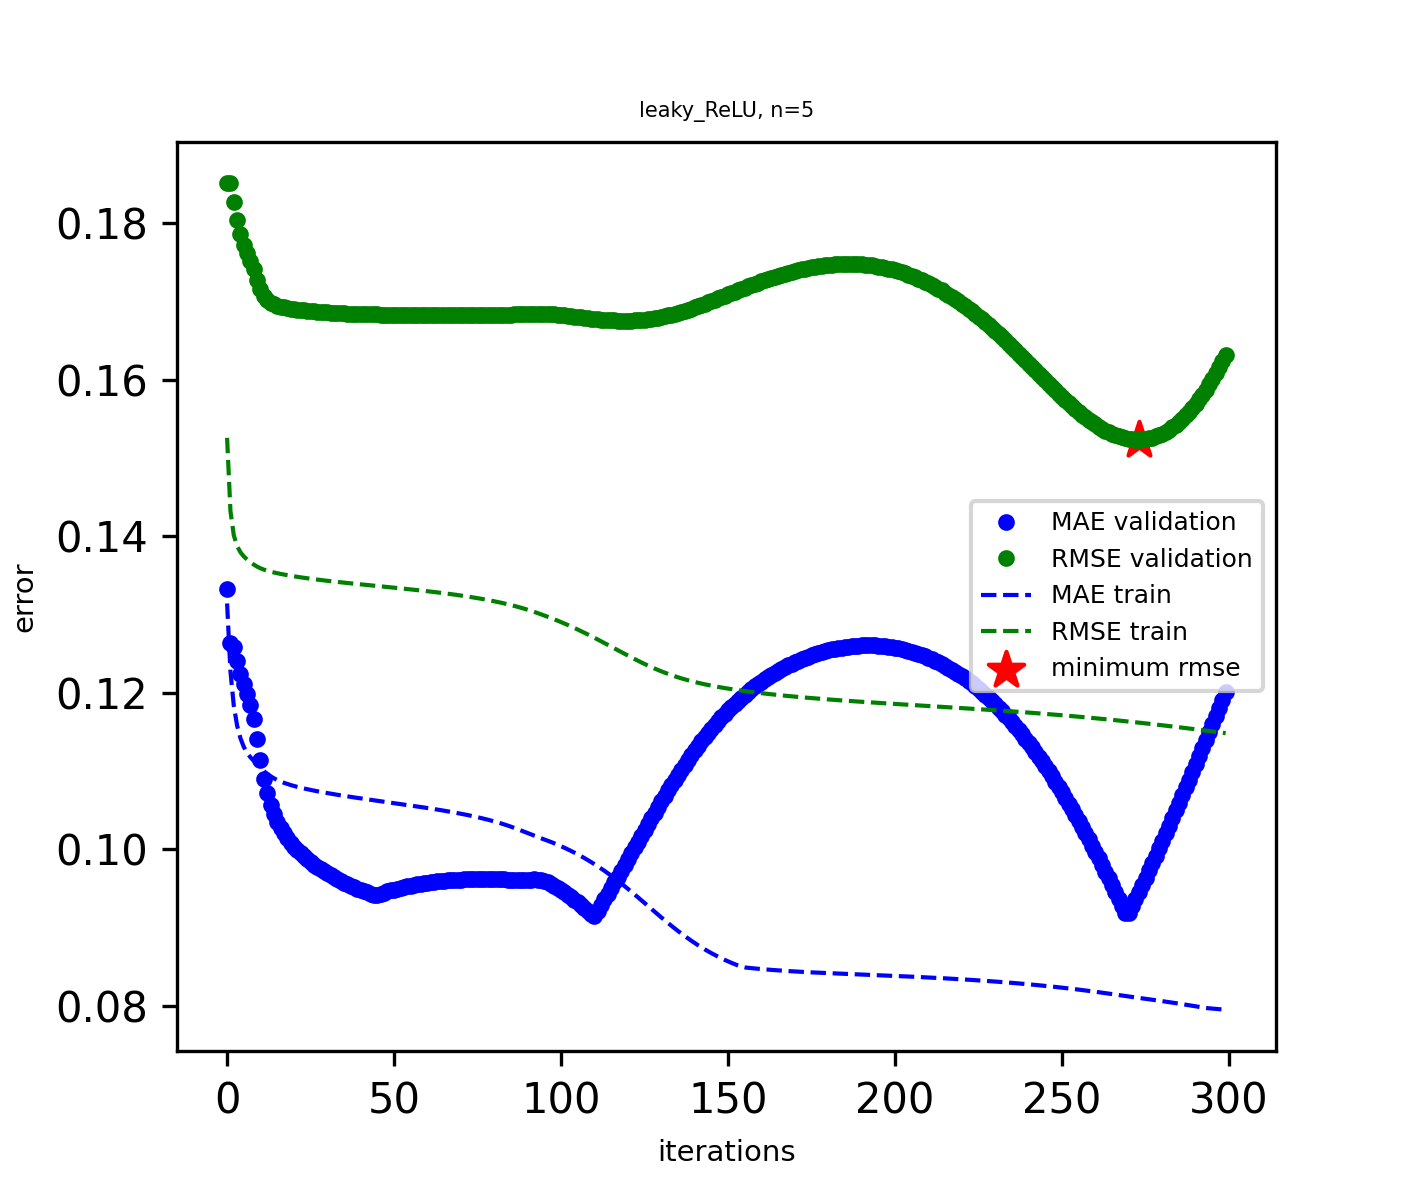 leaky_ReLU, n=5
error
0.18
0.16
0.14
0.12
0.10
0.08
MAE validation
RMSE validation
MAE train
RMSE train
minimum rmse
0 50 100 150 200 250 300
iterations